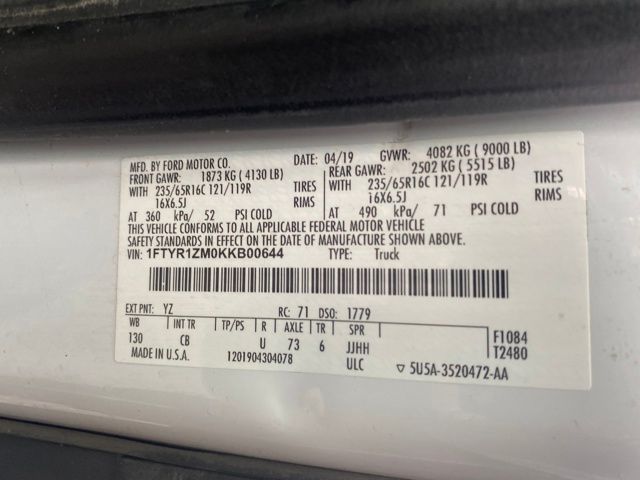 MFD. BY FORD MOTOR CO. DATE: 04/19 GVWR: 4082 KG ( 9000 LB)
FRONT GAWR: 1873 KG ( 4130 LB) REAR GAWR: 2502 KG ( 5515 LB)
WITH 235/65R16C 121/119R TIRES WITH 235/65R16C 121/119R TIRES
16X6.5J RIMS 16X6.5J RIMS
AT 360 kPa/ 52 PSI COLD AT 490 kPa/ 71 PSI COLD
THIS VEHICLE CONFORMS TO ALL APPLICABLE FEDERAL MOTOR VEHICLE
SAFETY STANDARDS IN EFFECT ON THE DATE OF MANUFACTURE SHOWN ABOVE.
VIN: 1FTYR1ZM0KKB00644 TYPE: Truck
EXT PNT: YZ RC: 71 DSO: 1779
WB INT TR TP/PS R AXLE TR SPR F1084
130 CB U 73 6 JJHH T2480
MADE IN U.S.A. 1201904304078 ULC ▽ 5U5A-3520472-AA